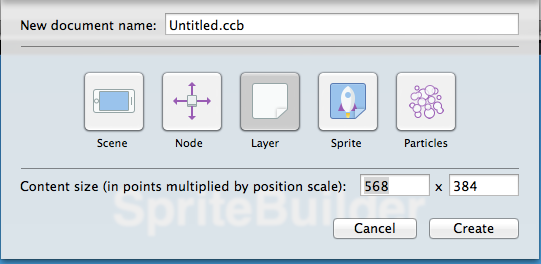 New document name: Untitled.ccb
Scene Node Layer Sprite Particles
Content size (in points multiplied by position scale): 568 x 384
SpriteBuilder
Cancel Create